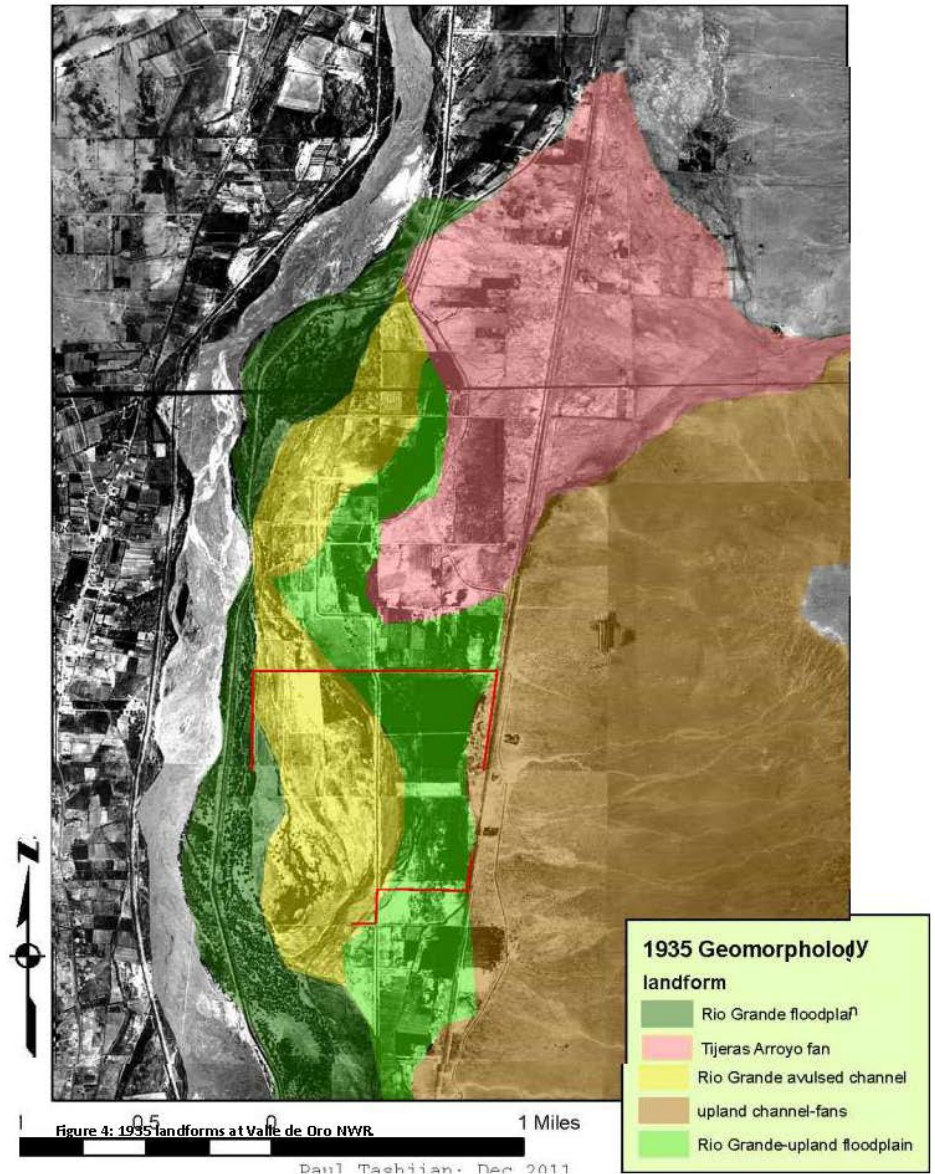 N
1935 Geomorphology
landform
Rio Grande floodplain
Tijeras Arroyo fan
Rio Grande avulsed channel
upland channel-fans
Rio Grande-upland floodplain
1 0.5 0 1 Miles
Figure 4: 1935 landforms at Valle de Oro NWR.
Paul Tashjian: Dec 2011